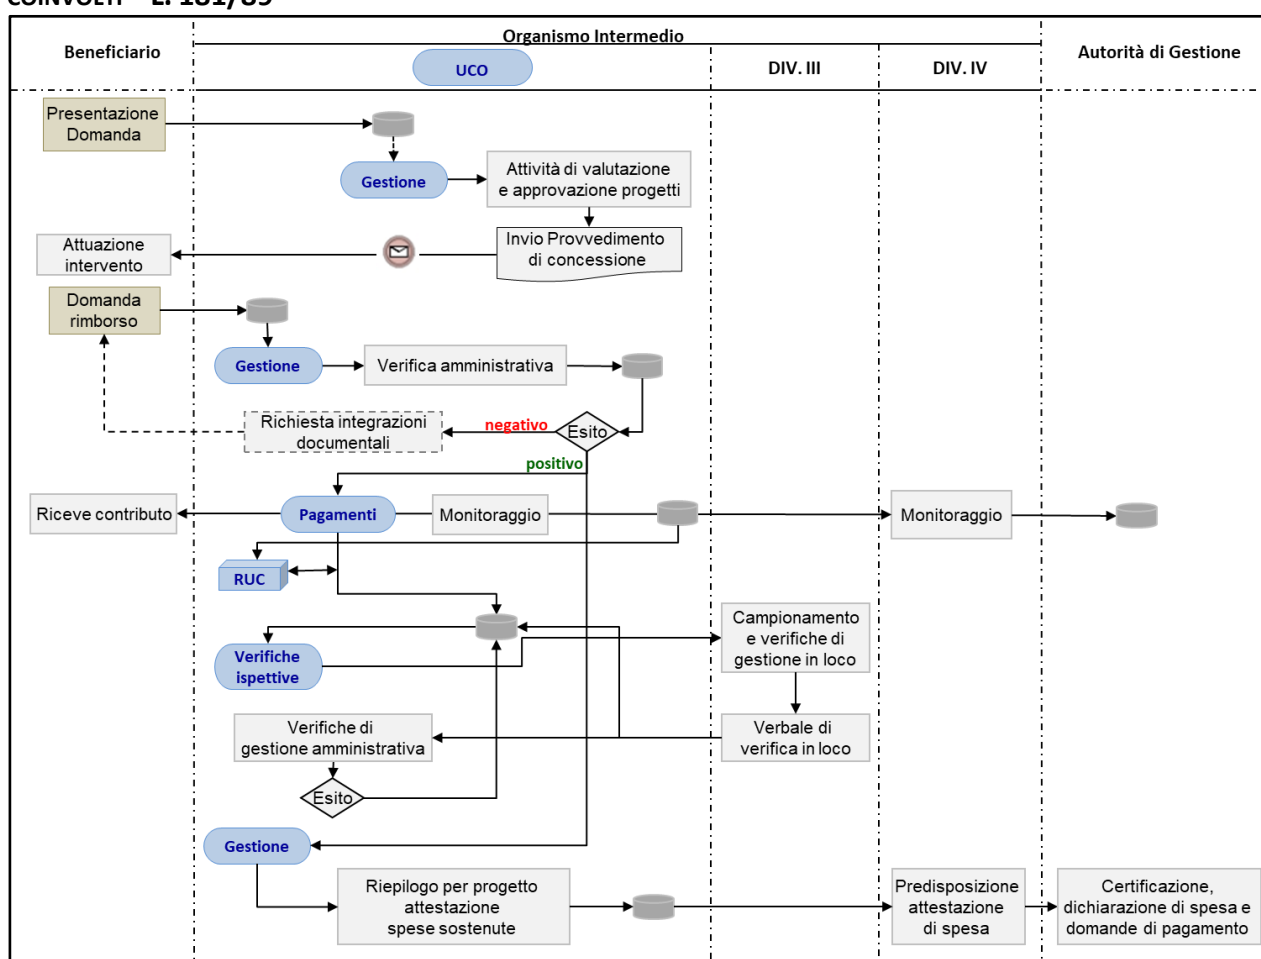 COINVOLTI – L. 181/89
Beneficiario
Organismo Intermedio
Autorità di Gestione
UCO
DIV. III
DIV. IV
Presentazione
Domanda
Gestione
Attività di valutazione
e approvazione progetti
Attuazione
intervento
Invio Provvedimento
di concessione
Domanda
rimborso
Gestione
Verifica amministrativa
Richiesta integrazioni
documentali
negativo
Esito
positivo
Riceve contributo
Pagamenti
Monitoraggio
Monitoraggio
RUC
Campionamento
e verifiche di
gestione in loco
Verifiche
ispettive
Verifiche di
gestione amministrativa
Verbale di
verifica in loco
Esito
Gestione
Riepilogo per progetto
attestazione
spese sostenute
Predisposizione
attestazione
di spesa
Certificazione,
dichiarazione di spesa e
domande di pagamento